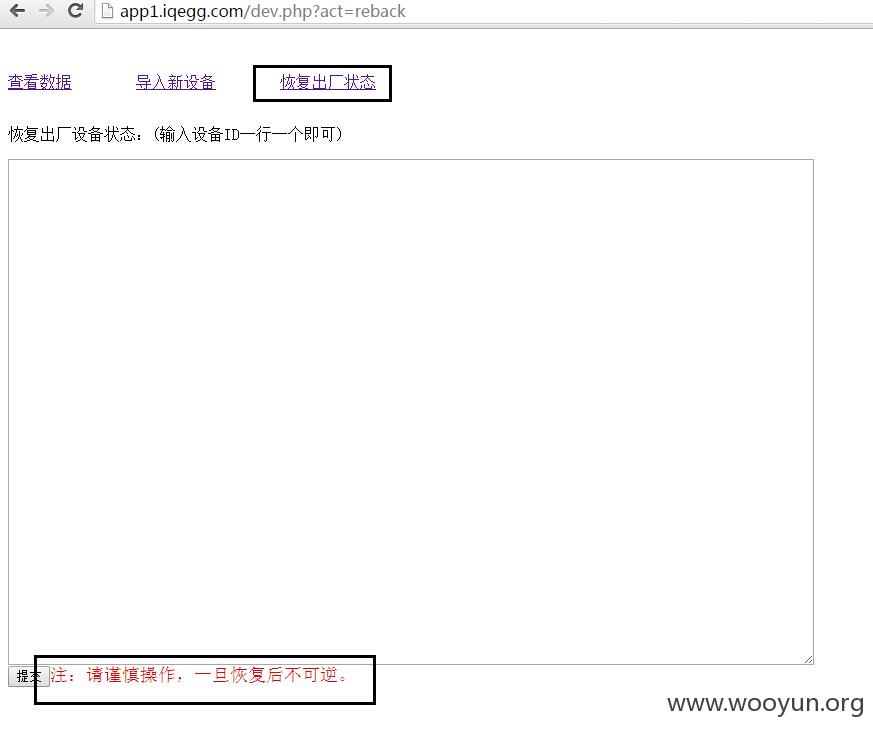 app1.iqegg.com/dev.php?act=reback
查看数据 导入新设备 恢复出厂状态
恢复出厂设备状态：(输入设备ID一行一个即可)
提交 注：请谨慎操作，一旦恢复后不可逆。
www.wooyun.org